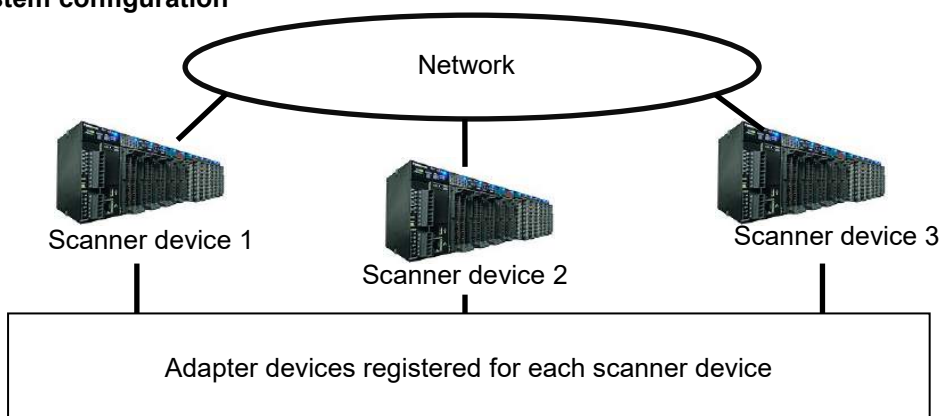 stem configuration
Network
Scanner device 1
Scanner device 2
Scanner device 3
Adapter devices registered for each scanner device